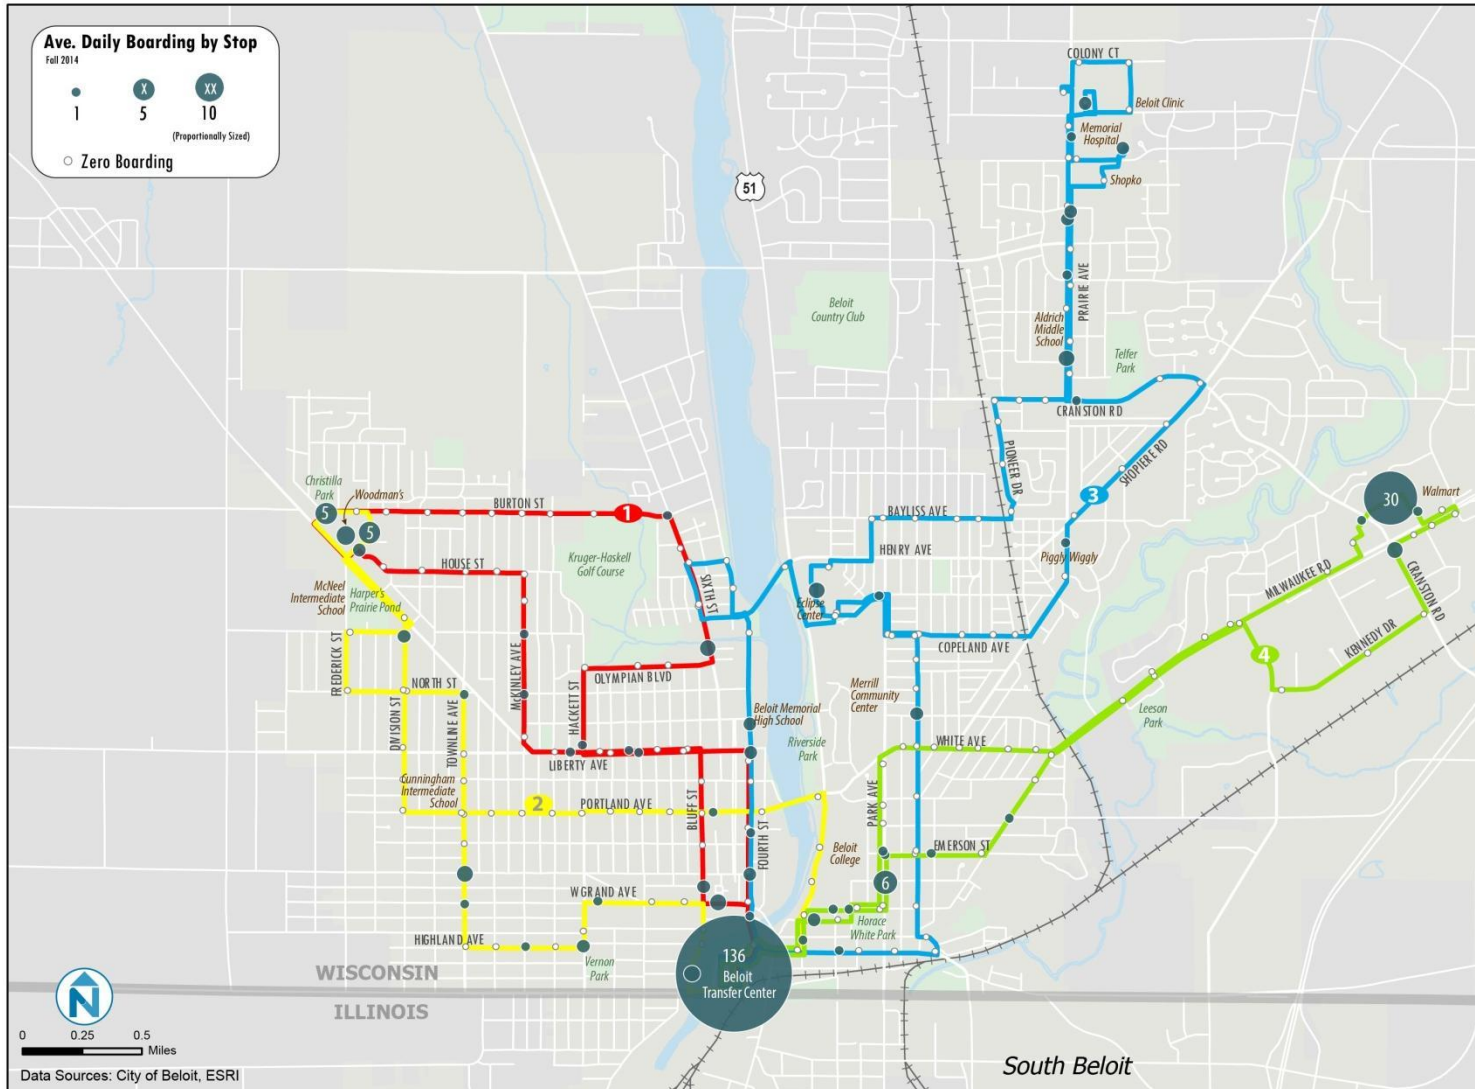 Ave. Daily Boarding by Stop
Fall 2014
X
XX
1
5
10
(Proportionally Sized)
Zero Boarding
51
COLONY CT
Beloit Clinic
Memorial
Hospital
Shopko
PRAIRIE AVE
Beloit
Country Club
Aldrich
Middle
School
Telfer
Park
CRANSTON RD
PIONEER DR
SHOPIERE RD
3
Christilia
Park
Woodman's
5
5
BURTON ST
1
BAYLISS AVE
HENRY AVE
Piggly Wiggly
30
Walmart
MILWAUKEE RD
CRANSTON RD
KENNEDY DR
4
HOUSE ST
Kruger-Haskell
Golf Course
SIXTH ST
Eclipse
Center
COPELAND AVE
McNeel
Intermediate
School
Harper's
Prairie Pond
FREDERICK ST
NORTH ST
DIVISION ST
TOWNLINE AVE
McKINLEY AVE
HACKETT ST
OLYMPIAN BLVD
Merrill
Community
Center
Leeson
Park
Beloit Memorial
High School
Riverside
Park
WHITE AVE
LIBERTY AVE
Cunningham
Intermediate
School
2
PORTLAND AVE
BLUFF ST
FOURTH ST
PARK AVE
Beloit
College
EMERSON ST
6
W GRAND AVE
HIGHLAND AVE
Vernon
Park
Horace
White Park
136
Beloit
Transfer Center
WISCONSIN
ILLINOIS
N
0
0.25
0.5
Miles
Data Sources: City of Beloit, ESRI
South Beloit